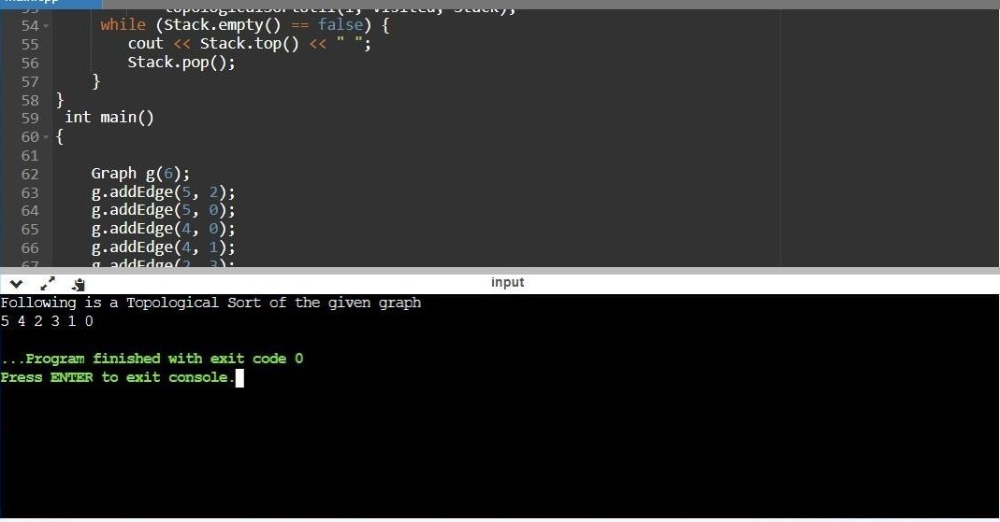 main.cpp
53 topologicalSortUtil(i, visited, Stack);
54 while (Stack.empty() == false) {
55 cout << Stack.top() << " ";
56 Stack.pop();
57 }
58 }
59 int main()
60 {
61
62 Graph g(6);
63 g.addEdge(5, 2);
64 g.addEdge(5, 0);
65 g.addEdge(4, 0);
66 g.addEdge(4, 1);
67 g.addEdge(2, 3);
input
Following is a Topological Sort of the given graph
5 4 2 3 1 0
...Program finished with exit code 0
Press ENTER to exit console.